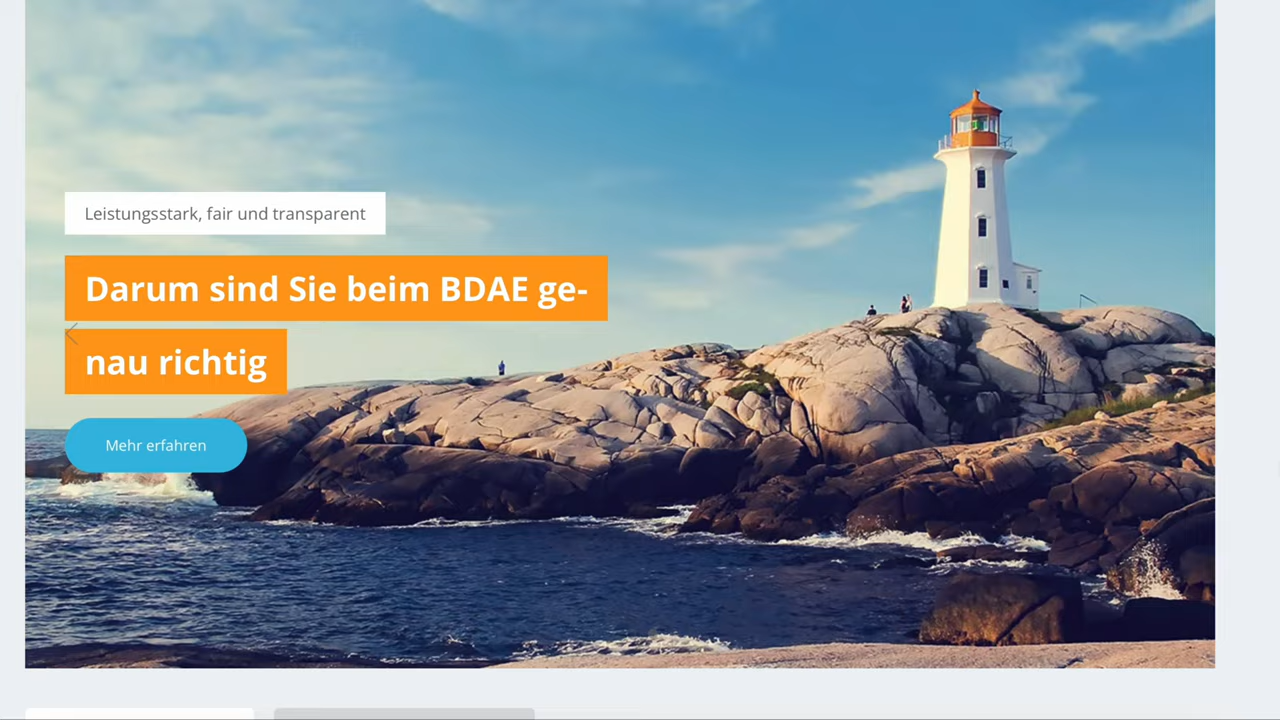 Leistungsstark, fair und transparent
Darum sind Sie beim BDAE ge-
nau richtig
Mehr erfahren